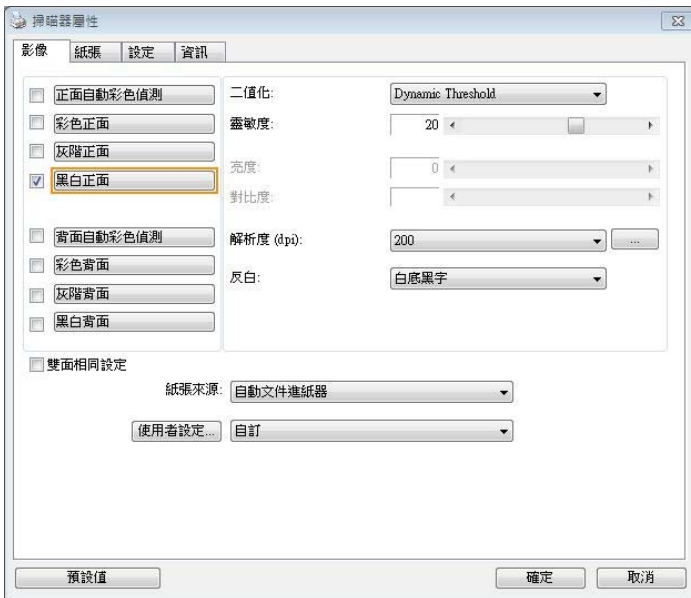 掃瞄器屬性
影像 紙張 設定 資訊
正面自動彩色偵測
彩色正面
灰階正面
黑白正面
背面自動彩色偵測
彩色背面
灰階背面
黑白背面
二值化: Dynamic Threshold
靈敏度: 20
亮度: 0
對比度:
解析度 (dpi): 200 ...
反白: 白底黑字
雙面相同設定
紙張來源: 自動文件進紙器
使用者設定... 自訂
預設值 確定 取消